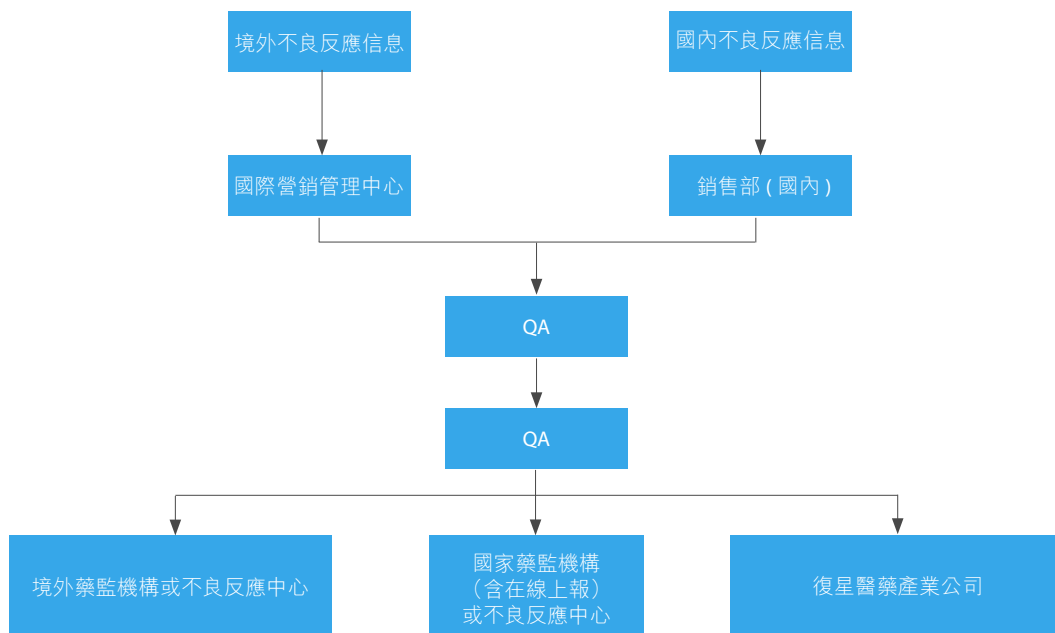 境外不良反應信息
國內不良反應信息
國際營銷管理中心
銷售部 ( 國內 )
QA
QA
境外藥監機構或不良反應中心
國家藥監機構
（含在線上報）
或不良反應中心
復星醫藥產業公司